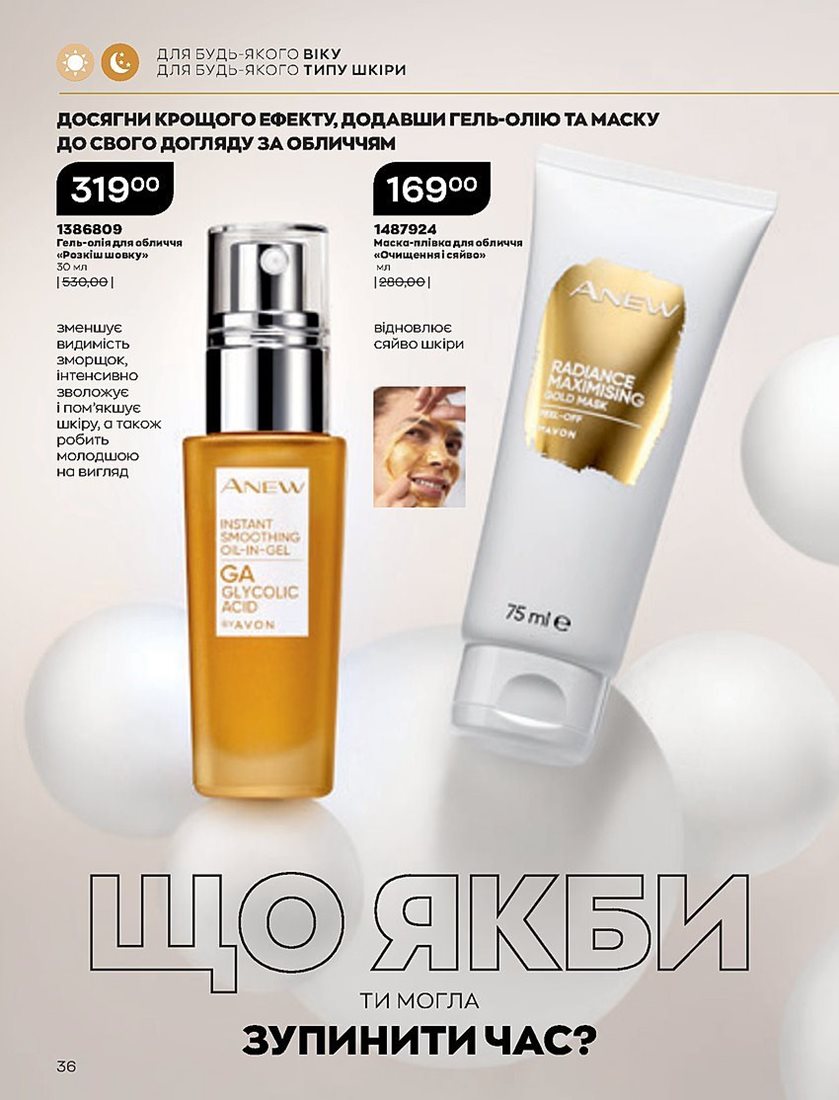 ДЛЯ БУДЬ-ЯКОГО ВІКУ
ДЛЯ БУДЬ-ЯКОГО ТИПУ ШКІРИ
ДОСЯГНИ КРОЩОГО ЕФЕКТУ, ДОДАВШИ ГЕЛЬ-ОЛІЮ ТА МАСКУ
ДО СВОГО ДОГЛЯДУ ЗА ОБЛИЧЧЯМ
31900
1386809
Гель-олія для обличчя
«Розкіш шовку»
30 мл
|530,00|
зменшує
видимість
зморщок,
інтенсивно
зволожує
і пом’якшує
шкіру, а також
робить
молодшою
на вигляд
16900
1487924
Маска-плівка для обличчя
«Очищення і сяйво»
мл
|280,00|
відновлює
сяйво шкіри
ANEW
INSTANT
SMOOTHING
OIL-IN-GEL
GA
GLYCOLIC
ACID
BY AVON
ANEW
RADIANCE
MAXIMISING
GOLD MASK
PEEL-OFF
BY AVON
75 ml e
ЩО ЯКБИ
ТИ МОГЛА
ЗУПИНИТИ ЧАС?
36